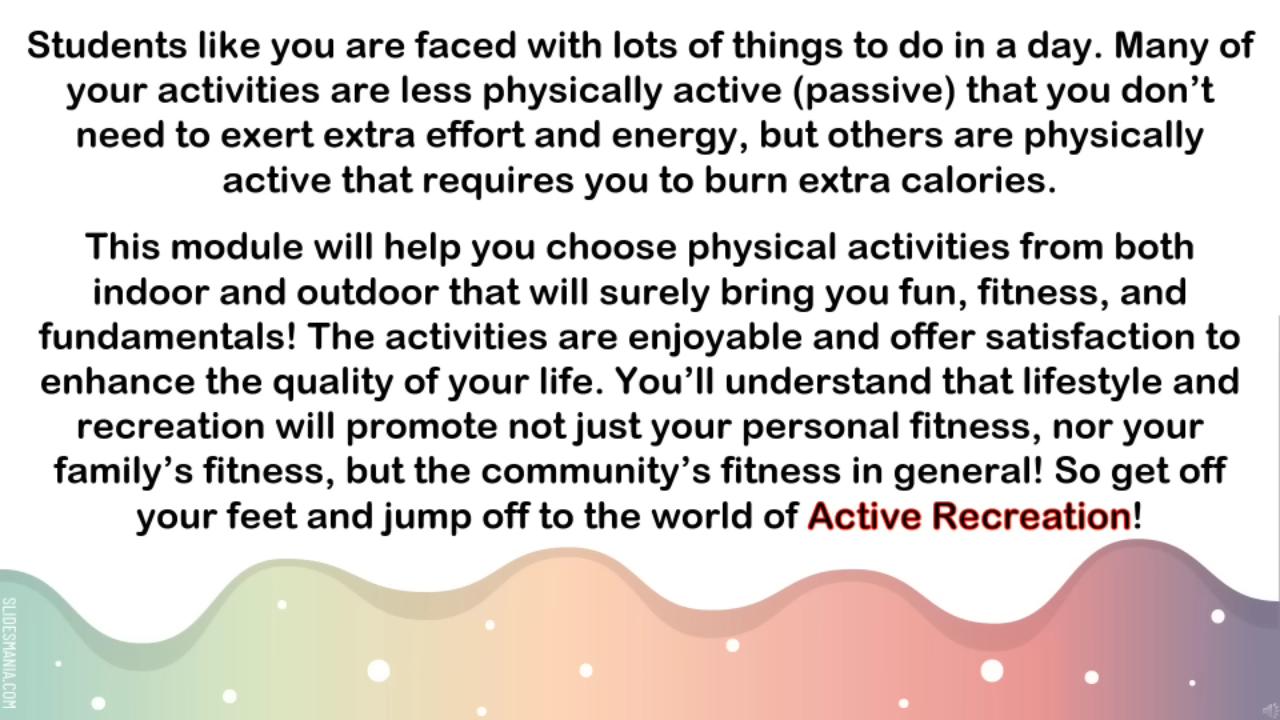 Students like you are faced with lots of things to do in a day. Many of
your activities are less physically active (passive) that you don’t
need to exert extra effort and energy, but others are physically
active that requires you to burn extra calories.
This module will help you choose physical activities from both
indoor and outdoor that will surely bring you fun, fitness, and
fundamentals! The activities are enjoyable and offer satisfaction to
enhance the quality of your life. You’ll understand that lifestyle and
recreation will promote not just your personal fitness, nor your
family’s fitness, but the community’s fitness in general! So get off
your feet and jump off to the world of Active Recreation!
SLIDESMANIA.COM